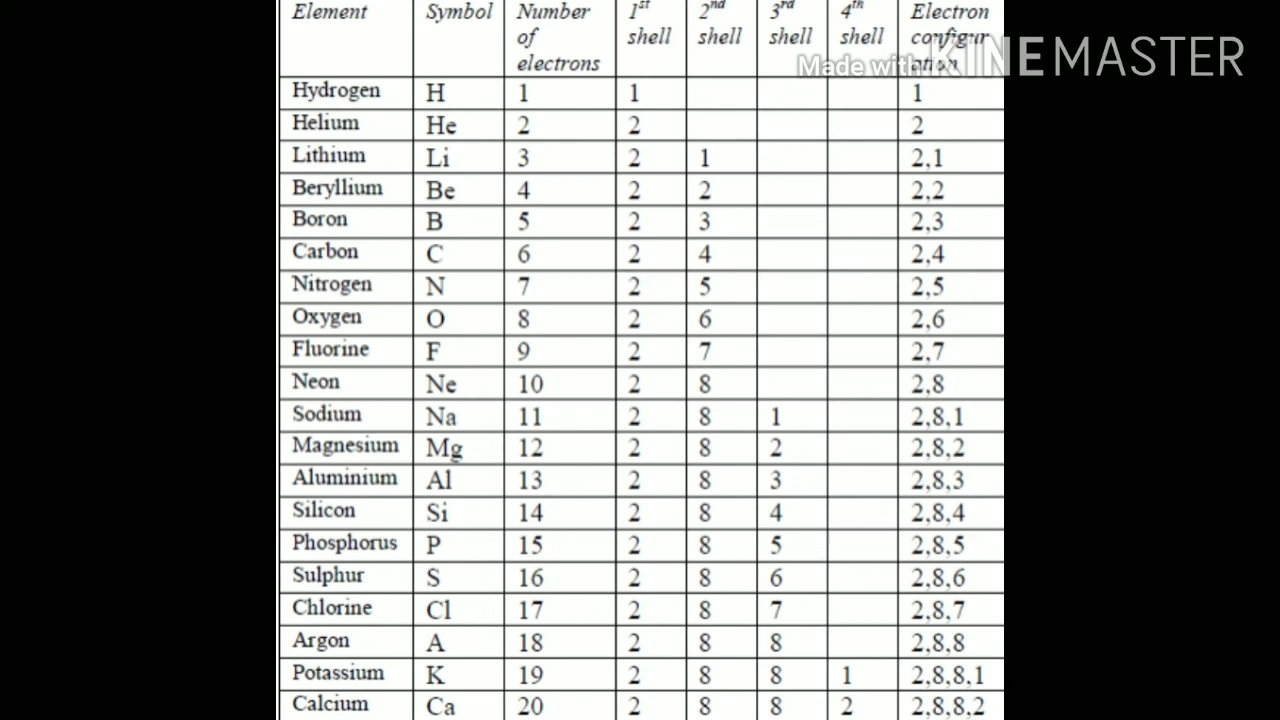 Element Symbol Number of electrons 1st shell 2nd shell 3rd shell 4th shell Electron configuration
Made with KINEMASTER
Hydrogen H 1 1 1
Helium He 2 2 2
Lithium Li 3 2 1 2,1
Beryllium Be 4 2 2 2,2
Boron B 5 2 3 2,3
Carbon C 6 2 4 2,4
Nitrogen N 7 2 5 2,5
Oxygen O 8 2 6 2,6
Fluorine F 9 2 7 2,7
Neon Ne 10 2 8 2,8
Sodium Na 11 2 8 1 2,8,1
Magnesium Mg 12 2 8 2 2,8,2
Aluminium Al 13 2 8 3 2,8,3
Silicon Si 14 2 8 4 2,8,4
Phosphorus P 15 2 8 5 2,8,5
Sulphur S 16 2 8 6 2,8,6
Chlorine Cl 17 2 8 7 2,8,7
Argon A 18 2 8 8 2,8,8
Potassium K 19 2 8 8 1 2,8,8,1
Calcium Ca 20 2 8 8 2 2,8,8,2